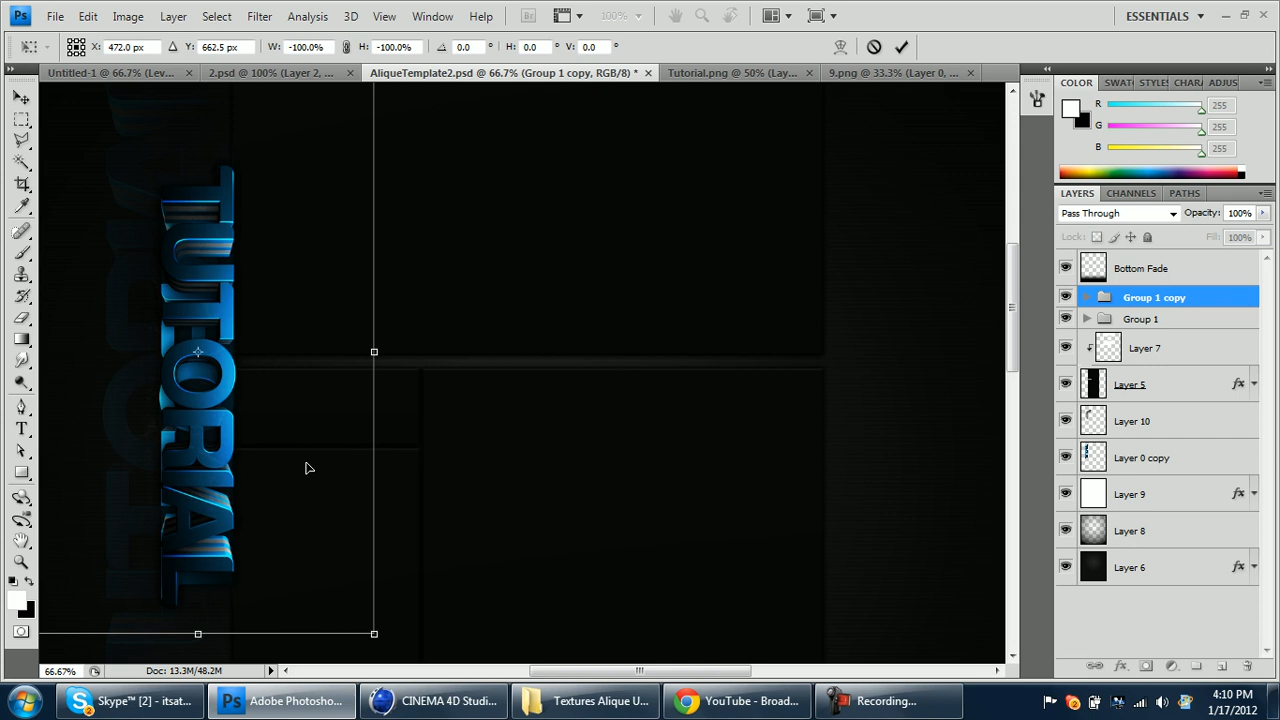 Ps File Edit Image Layer Select Filter Analysis 3D View Window Help Br 100% ESSENTIALS
X: 472.0 px Y: 662.5 px W: -100.0% H: -100.0% 0.0 ° H: 0.0 V: 0.0 °
Untitled-1 @ 66.7% (Lev... × 2.psd @ 100% (Layer 2, ... × AliqueTemplate2.psd @ 66.7% (Group 1 copy, RGB/8) * × Tutorial.png @ 50% (Lay... × 9.png @ 33.3% (Layer 0, ... ×
COLOR SWATC STYLES CHARA ADJUS
R 255
G 255
B 255
LAYERS CHANNELS PATHS
Pass Through Opacity: 100%
Lock: Fill: 100%
Bottom Fade
Group 1 copy
Group 1
Layer 7
Layer 5 fx
Layer 10
Layer 0 copy
Layer 9 fx
Layer 8
Layer 6 fx
TUTORIAL
66.67% Doc: 13.3M/48.2M
Skype™ [2] - itsat... Adobe Photosho... CINEMA 4D Studi... Textures Alique U... YouTube - Broad... Recording...
4:10 PM
1/17/2012